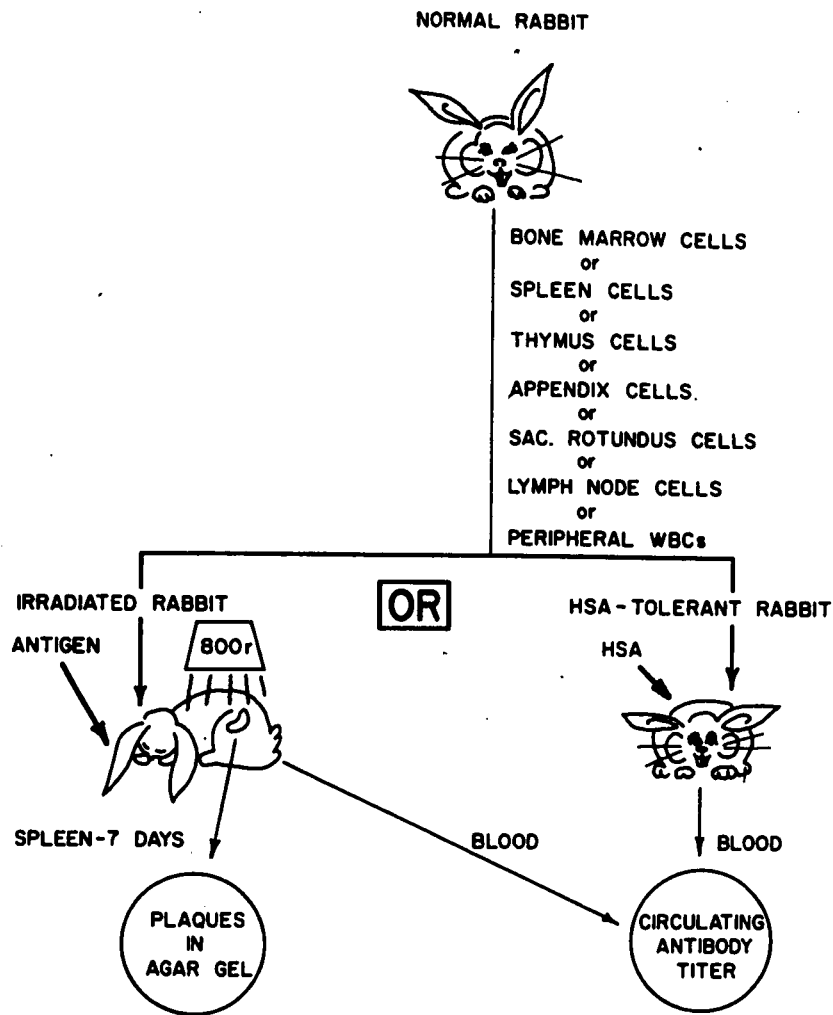 NORMAL RABBIT
BONE MARROW CELLS
or
SPLEEN CELLS
or
THYMUS CELLS
or
APPENDIX CELLS.
or
SAC. ROTUNDUS CELLS
or
LYMPH NODE CELLS
or
PERIPHERAL WBCs
OR
IRRADIATED RABBIT
ANTIGEN
800r
HSA-TOLERANT RABBIT
HSA
SPLEEN-7 DAYS
BLOOD
BLOOD
PLAQUES
IN
AGAR GEL
CIRCULATING
ANTIBODY
TITER